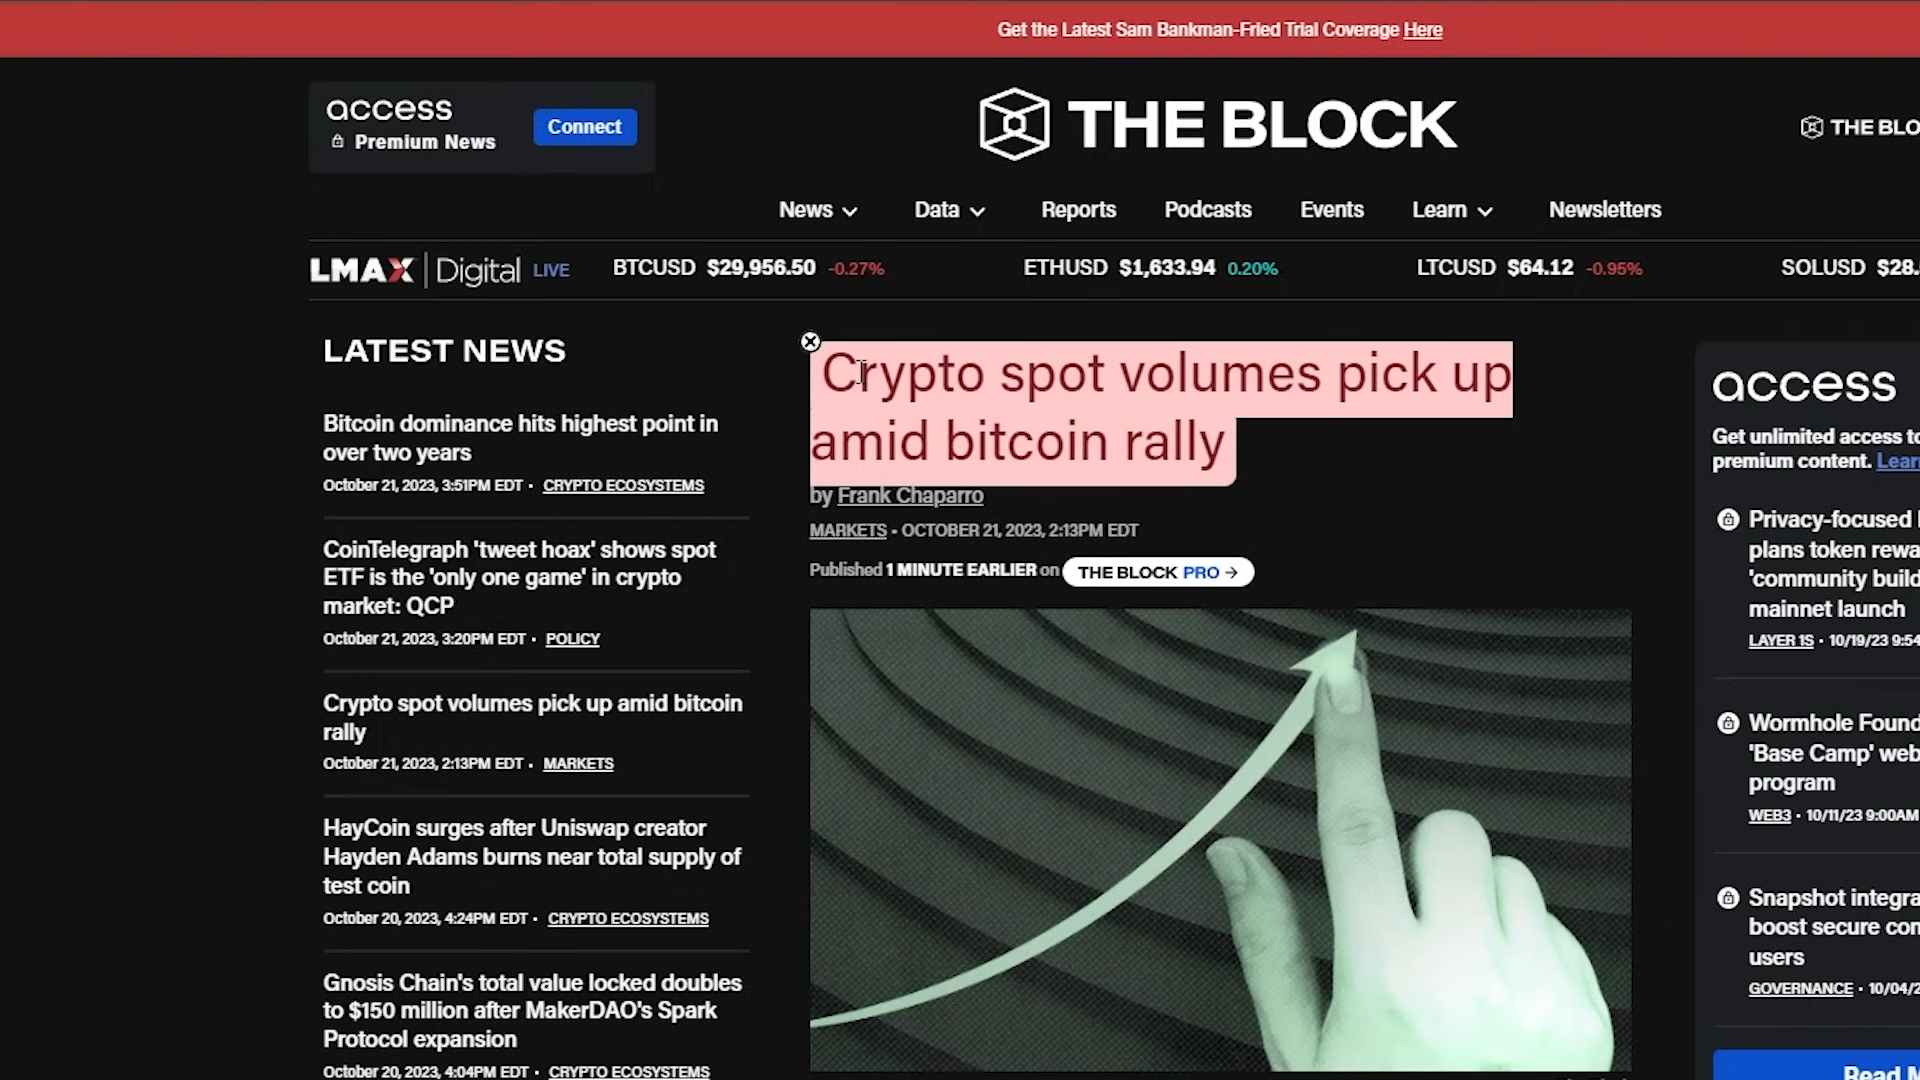 Get the Latest Sam Bankman-Fried Trial Coverage Here
access
Premium News
Connect
THE BLOCK
News
Data
Reports
Podcasts
Events
Learn
Newsletters
LMAX Digital LIVE
BTCUSD $29,956.50 -0.27%
ETHUSD $1,633.94 0.20%
LTCUSD $64.12 -0.95%
SOLUSD $28.
LATEST NEWS
Bitcoin dominance hits highest point in
over two years
October 21, 2023, 3:51PM EDT • CRYPTO ECOSYSTEMS
CoinTelegraph 'tweet hoax' shows spot
ETF is the 'only one game' in crypto
market: QCP
October 21, 2023, 3:20PM EDT • POLICY
Crypto spot volumes pick up amid bitcoin
rally
October 21, 2023, 2:13PM EDT • MARKETS
HayCoin surges after Uniswap creator
Hayden Adams burns near total supply of
test coin
October 20, 2023, 4:24PM EDT • CRYPTO ECOSYSTEMS
Gnosis Chain's total value locked doubles
to $150 million after MakerDAO's Spark
Protocol expansion
October 20, 2023, 4:04PM EDT • CRYPTO ECOSYSTEMS
Crypto spot volumes pick up
amid bitcoin rally
by Frank Chaparro
MARKETS • OCTOBER 21, 2023, 2:13PM EDT
Published 1 MINUTE EARLIER on THE BLOCK PRO →
access
Get unlimited access to
premium content.
Privacy-focused
plans token
'community
mainnet launch
LAYER 1S • 10/19/23
Wormhole
'Base Camp'
program
WEB3 • 10/11/23 9:00AM
Snapshot
boost secure
users
GOVERNANCE